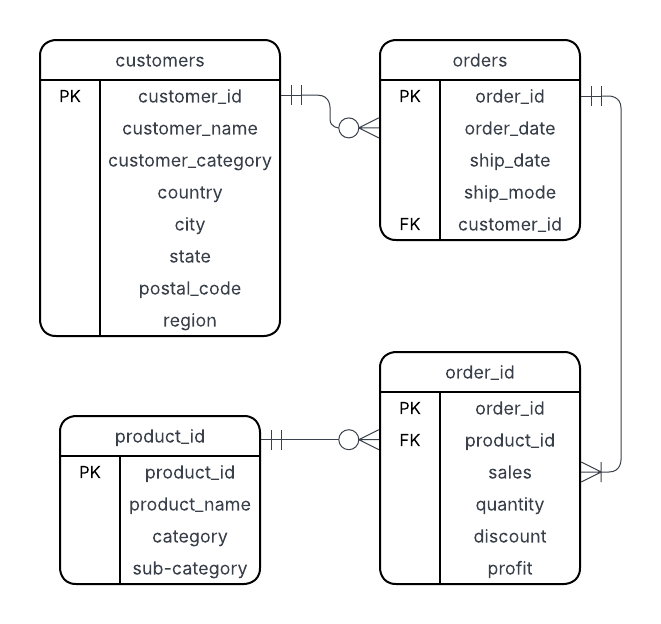 customers
PK customer_id
customer_name
customer_category
country
city
state
postal_code
region
orders
PK order_id
order_date
ship_date
ship_mode
FK customer_id
product_id
PK product_id
product_name
category
sub-category
order_id
PK order_id
FK product_id
sales
quantity
discount
profit